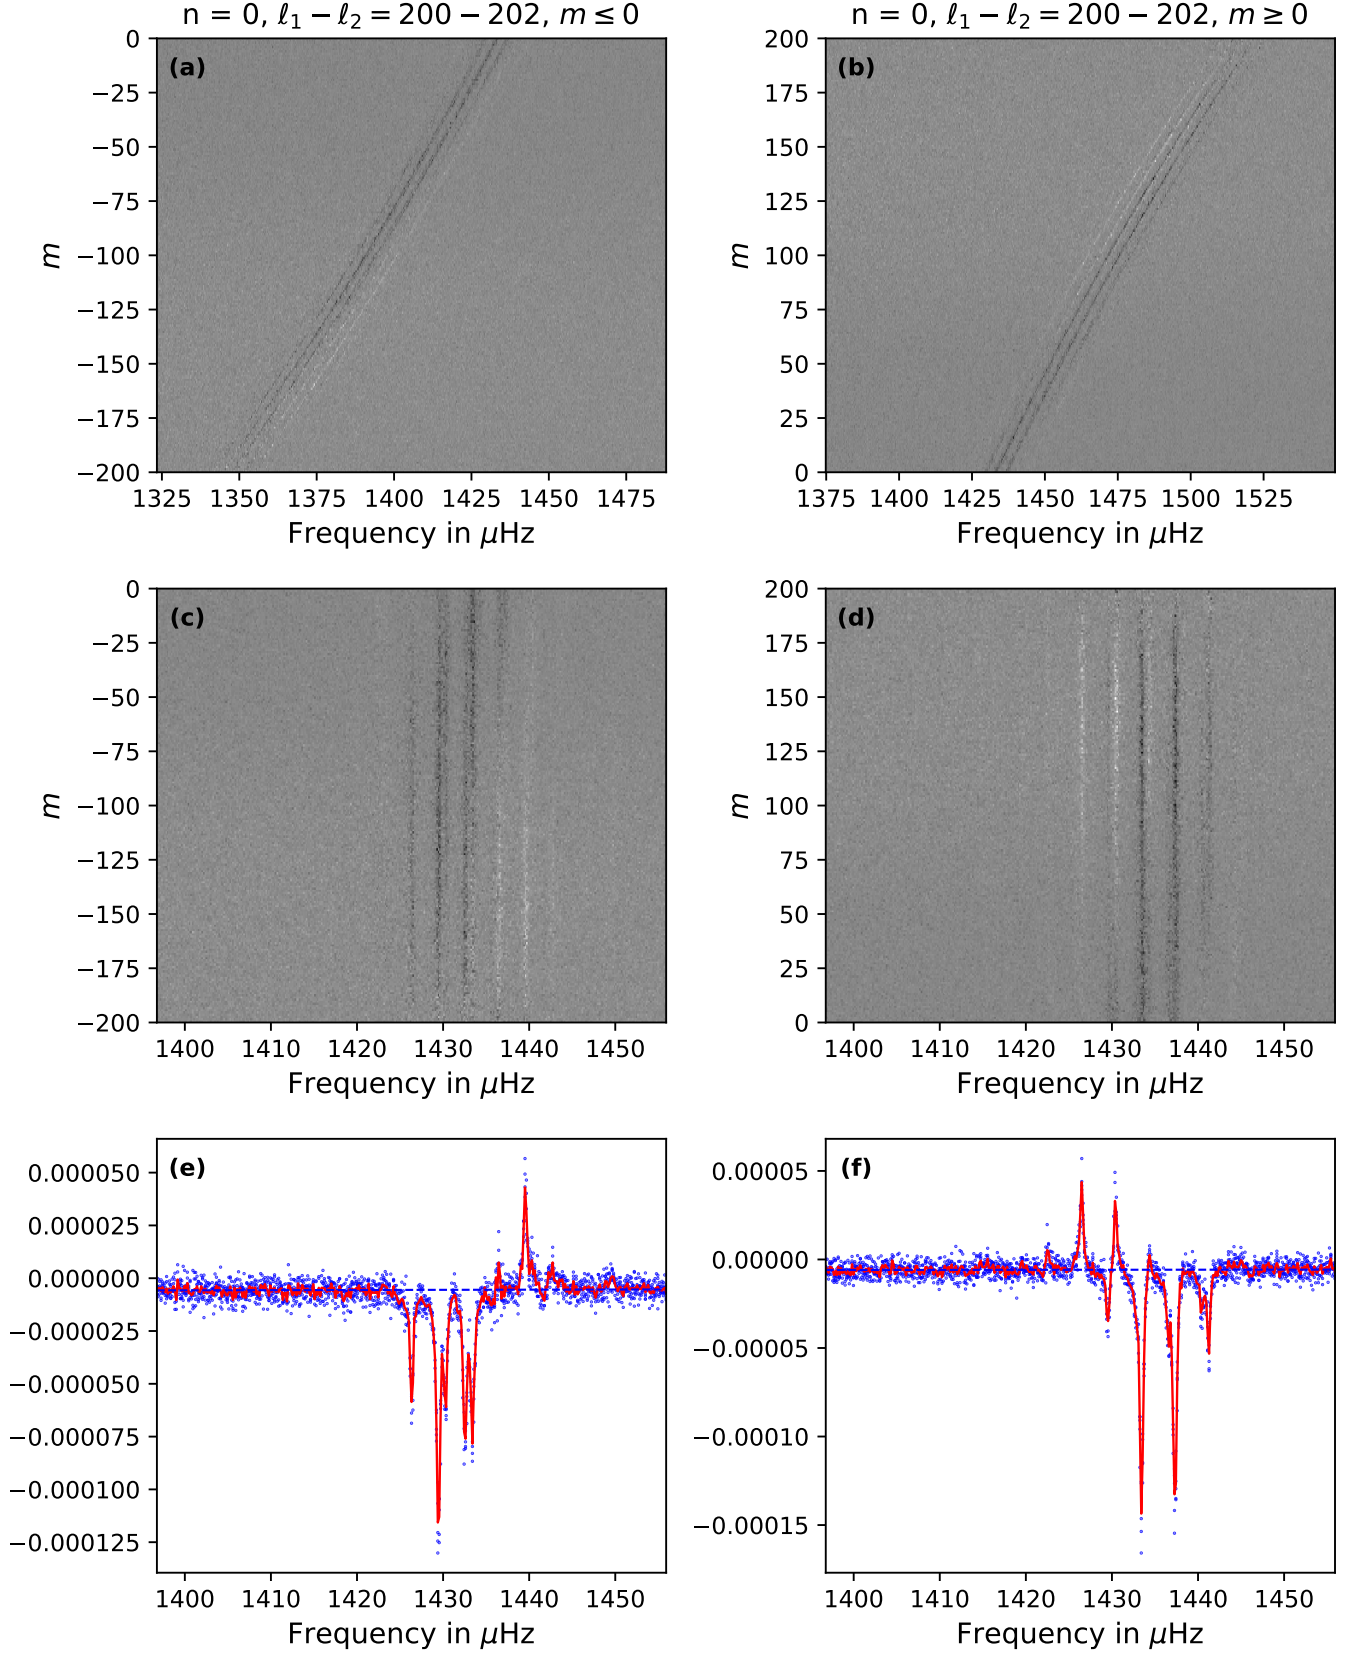 n = 0, ℓ₁ − ℓ₂ = 200 − 202, m ≤ 0
n = 0, ℓ₁ − ℓ₂ = 200 − 202, m ≥ 0
(a)
0
−25
−50
−75
−100
−125
−150
−175
−200
m
1325 1350 1375 1400 1425 1450 1475
Frequency in μHz
(b)
200
175
150
125
100
75
50
25
0
m
1375 1400 1425 1450 1475 1500 1525
Frequency in μHz
(c)
0
−25
−50
−75
−100
−125
−150
−175
−200
m
1400 1410 1420 1430 1440 1450
Frequency in μHz
(d)
200
175
150
125
100
75
50
25
0
m
1400 1410 1420 1430 1440 1450
Frequency in μHz
(e)
0.000050
0.000025
0.000000
−0.000025
−0.000050
−0.000075
−0.000100
−0.000125
1400 1410 1420 1430 1440 1450
Frequency in μHz
(f)
0.00005
0.00000
−0.00005
−0.00010
−0.00015
1400 1410 1420 1430 1440 1450
Frequency in μHz